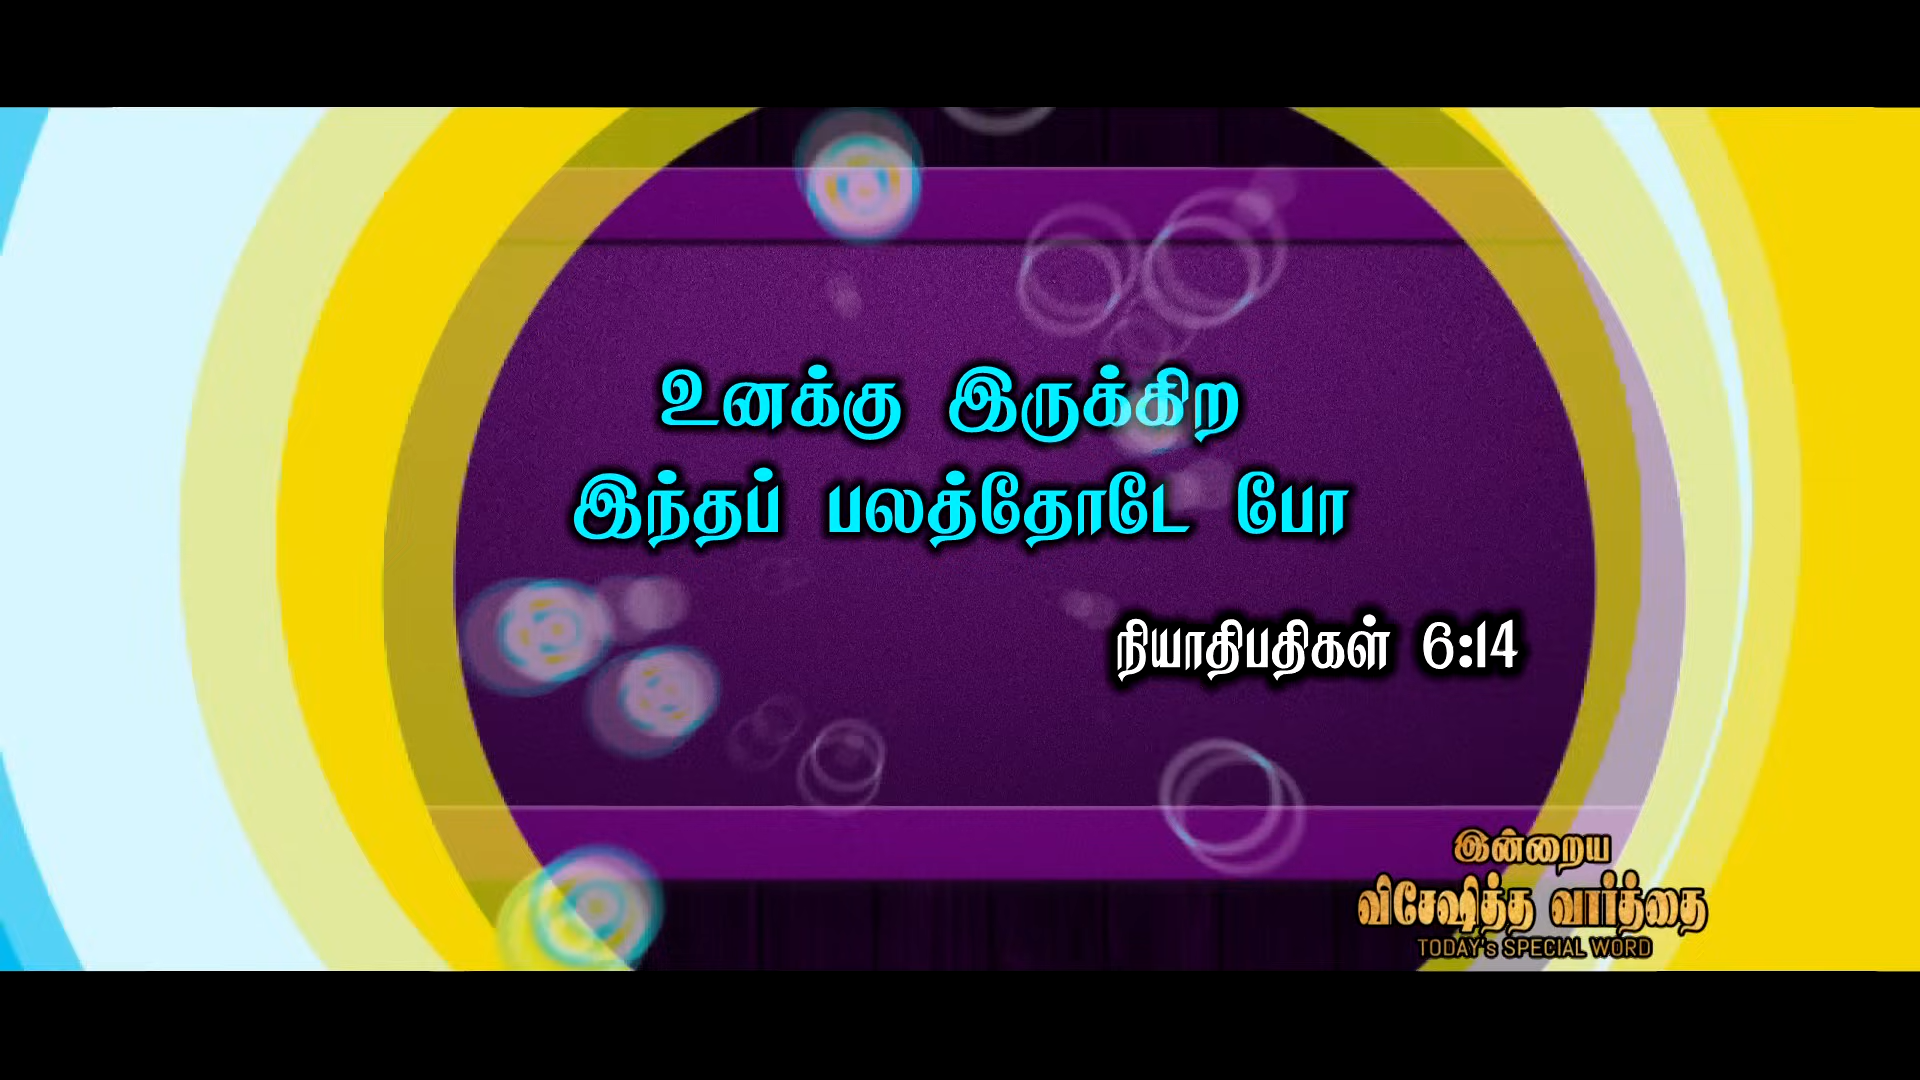 உனக்கு இருக்கிற
இந்தப் பலத்தோடே போ
நியாதிபதிகள் 6:14
இன்றைய
விசேஷித்த வார்த்தை
TODAY's SPECIAL WORD